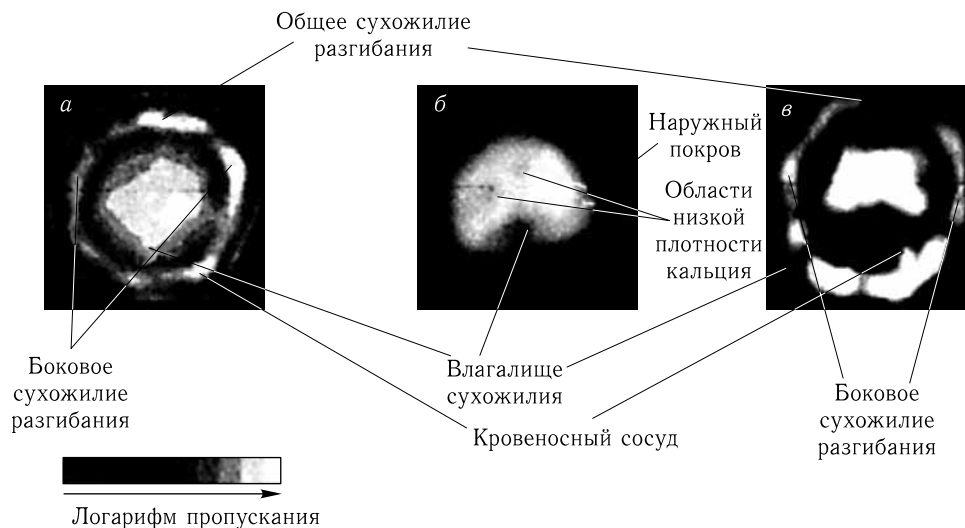 Общее сухожилие
разгибания
а
б
в
Наружный
покров
Области
низкой
плотности
кальция
Боковое
сухожилие
разгибания
Влагалище
сухожилия
Кровеносный сосуд
Боковое
сухожилие
разгибания
Логарифм пропускания